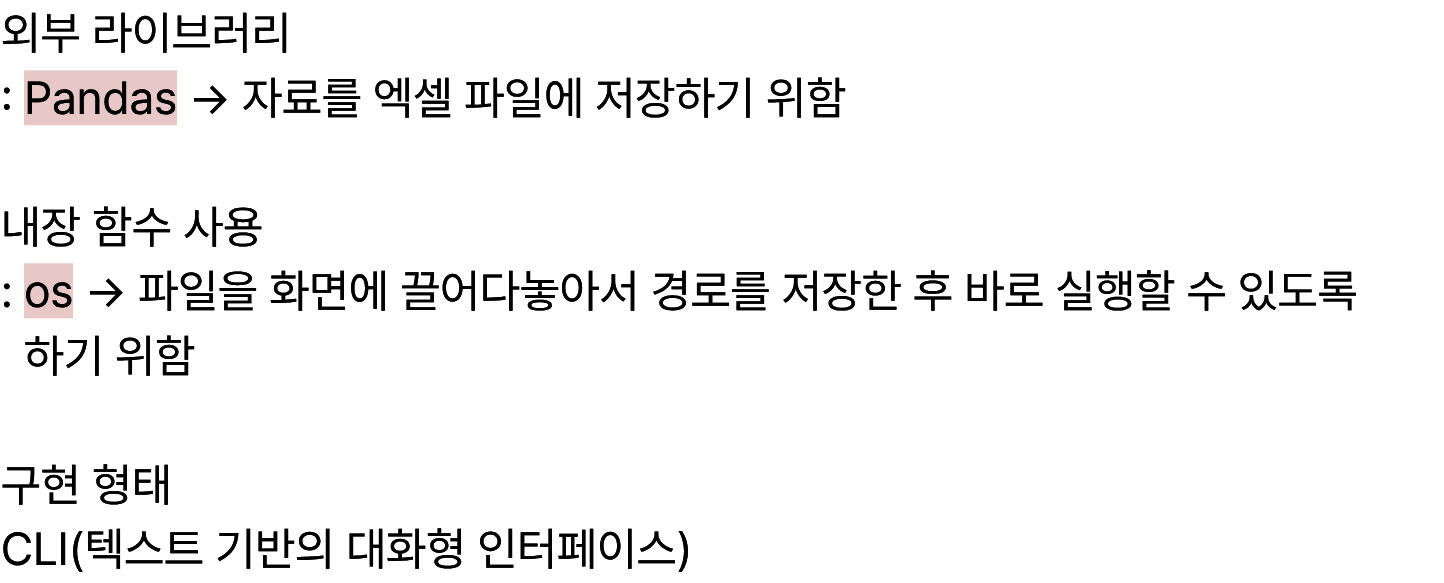 외부 라이브러리
: Pandas → 자료를 엑셀 파일에 저장하기 위함
내장 함수 사용
: os → 파일을 화면에 끌어다놓아서 경로를 저장한 후 바로 실행할 수 있도록
하기 위함
구현 형태
CLI(텍스트 기반의 대화형 인터페이스)